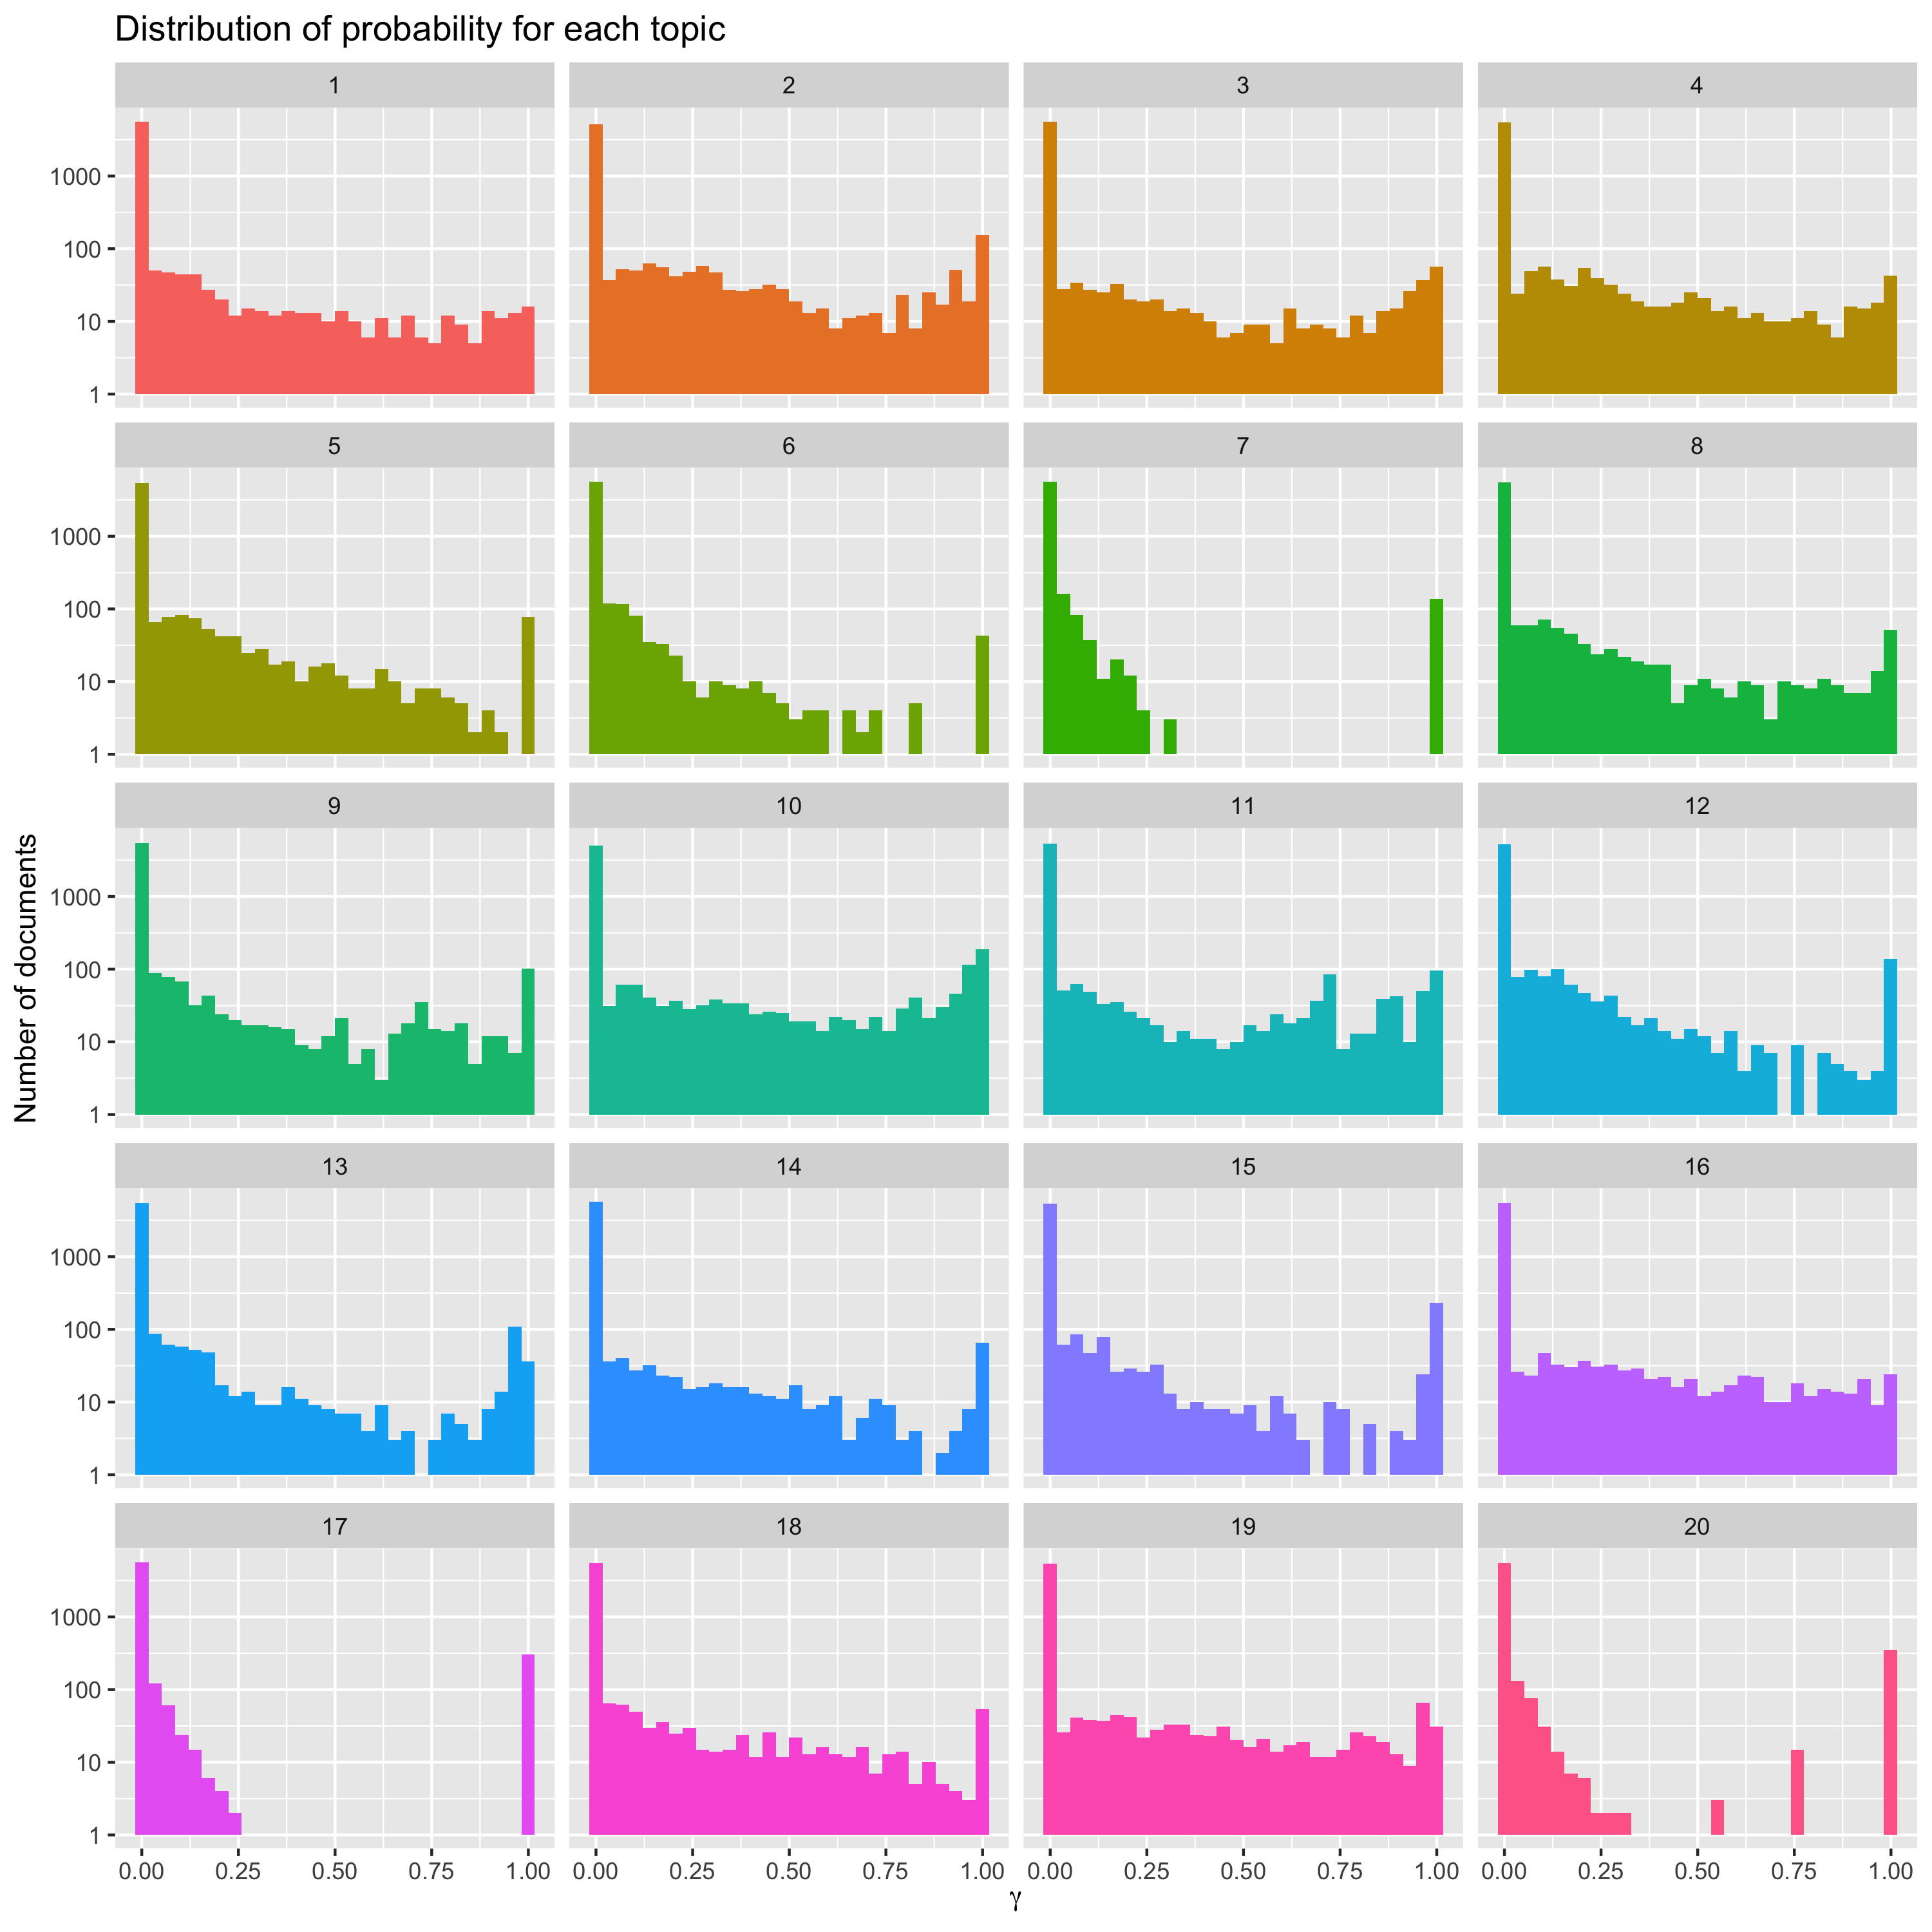 Distribution of probability for each topic
1 2 3 4
1000
100
10
1
5 6 7 8
1000
100
10
1
9 10 11 12
1000
100
10
1
13 14 15 16
1000
100
10
1
17 18 19 20
1000
100
10
1
0.00 0.25 0.50 0.75 1.00 0.00 0.25 0.50 0.75 1.00 0.00 0.25 0.50 0.75 1.00 0.00 0.25 0.50 0.75 1.00
γ
Number of documents